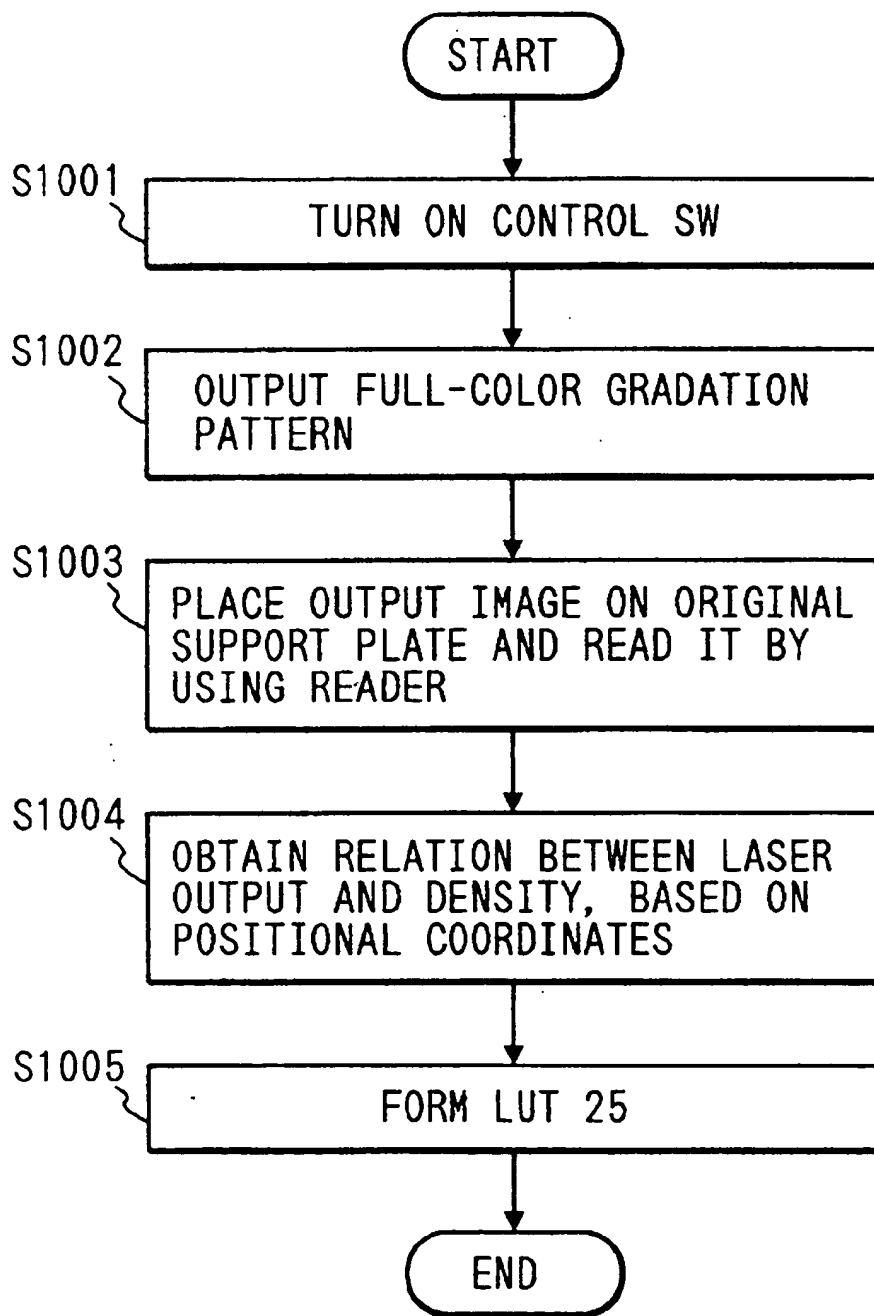 START
S1001
TURN ON CONTROL SW
S1002
OUTPUT FULL-COLOR GRADATION
PATTERN
S1003
PLACE OUTPUT IMAGE ON ORIGINAL
SUPPORT PLATE AND READ IT BY
USING READER
S1004
OBTAIN RELATION BETWEEN LASER
OUTPUT AND DENSITY, BASED ON
POSITIONAL COORDINATES
S1005
FORM LUT 25
END